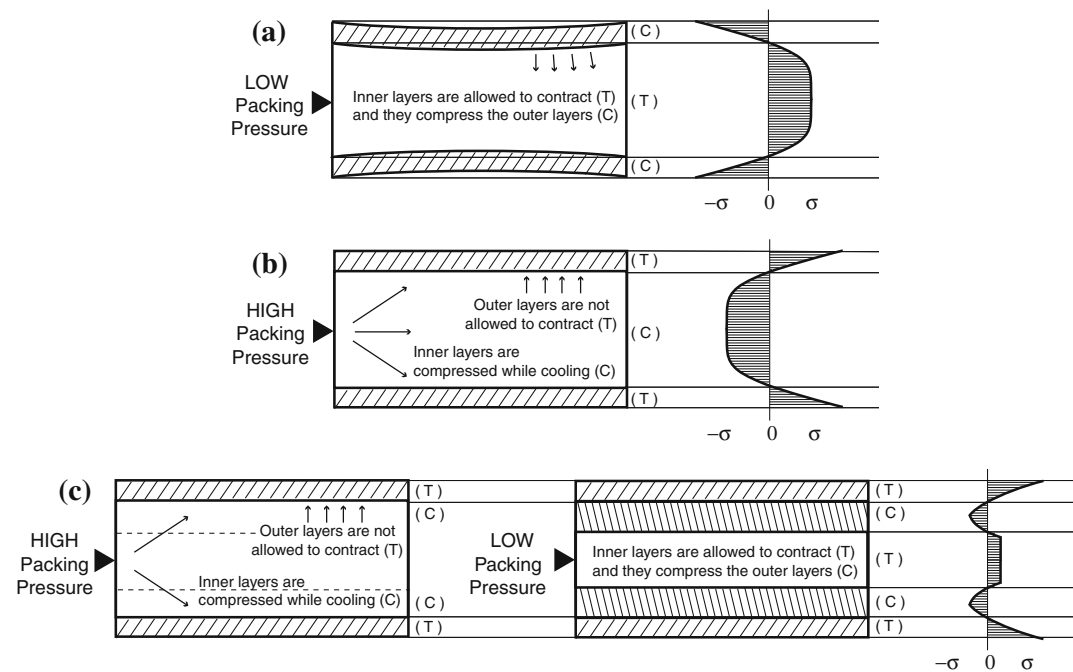 (a)
LOW
Packing
Pressure
Inner layers are allowed to contract (T)
and they compress the outer layers (C)
(C)
(T)
(C)
−σ 0 σ
(b)
HIGH
Packing
Pressure
Outer layers are not
allowed to contract (T)
Inner layers are
compressed while cooling (C)
(T)
(C)
(T)
−σ 0 σ
(c)
HIGH
Packing
Pressure
Outer layers are not
allowed to contract (T)
Inner layers are
compressed while cooling (C)
(T)
(C)
(C)
(T)
LOW
Packing
Pressure
Inner layers are allowed to contract (T)
and they compress the outer layers (C)
(T)
(C)
(T)
(C)
(T)
−σ 0 σ